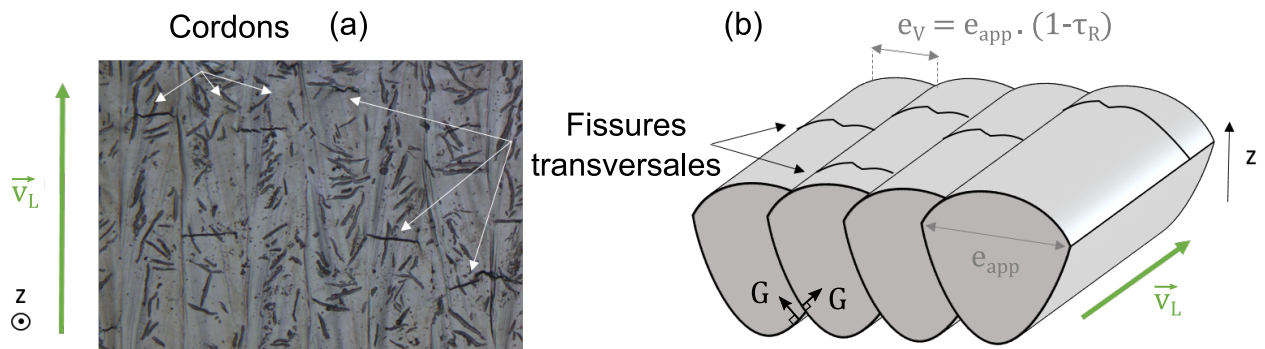 Cordons (a)
v_L
z
(b)
e_V = e_app. (1-τ_R)
Fissures
transversales
z
e_app
G G
v_L